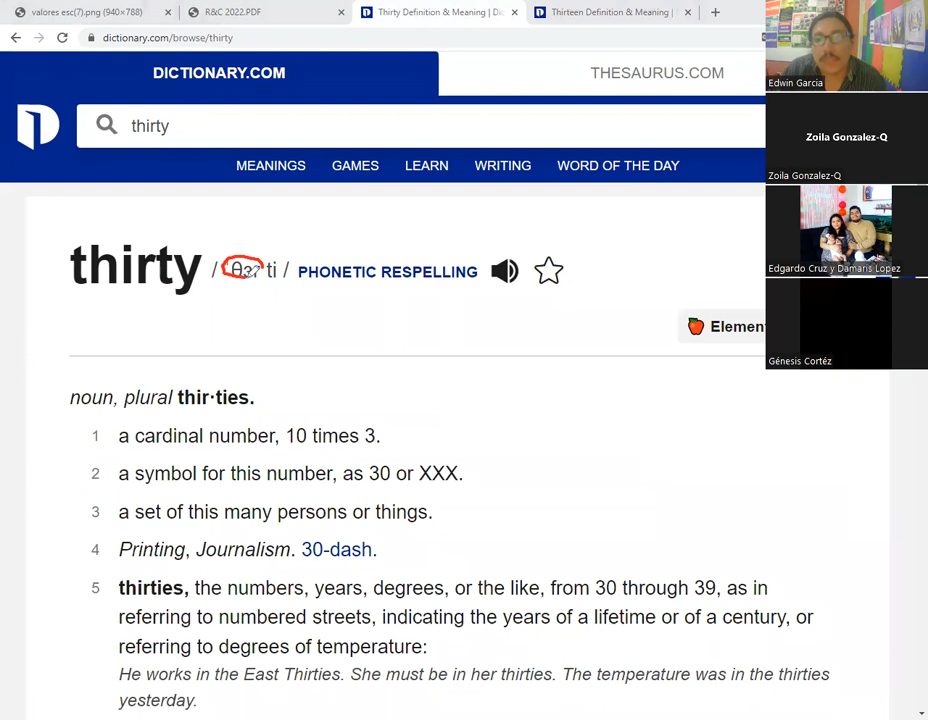 valores esc(7).png (940×788)
R&C 2022.PDF
Thirty Definition & Meaning | Dic
Thirteen Definition & Meaning |
dictionary.com/browse/thirty
DICTIONARY.COM
THESAURUS.COM
thirty
MEANINGS GAMES LEARN WRITING WORD OF THE DAY
thirty / ˈθɜr ti / PHONETIC RESPELLING
Element
noun, plural thir·ties.
1 a cardinal number, 10 times 3.
2 a symbol for this number, as 30 or XXX.
3 a set of this many persons or things.
4 Printing, Journalism. 30-dash.
5 thirties, the numbers, years, degrees, or the like, from 30 through 39, as in
referring to numbered streets, indicating the years of a lifetime or of a century, or
referring to degrees of temperature:
He works in the East Thirties. She must be in her thirties. The temperature was in the thirties
yesterday.
Edwin Garcia
Zoila Gonzalez-Q
Zoila Gonzalez-Q
Edgardo Cruz y Damaris Lopez
Génesis Cortéz